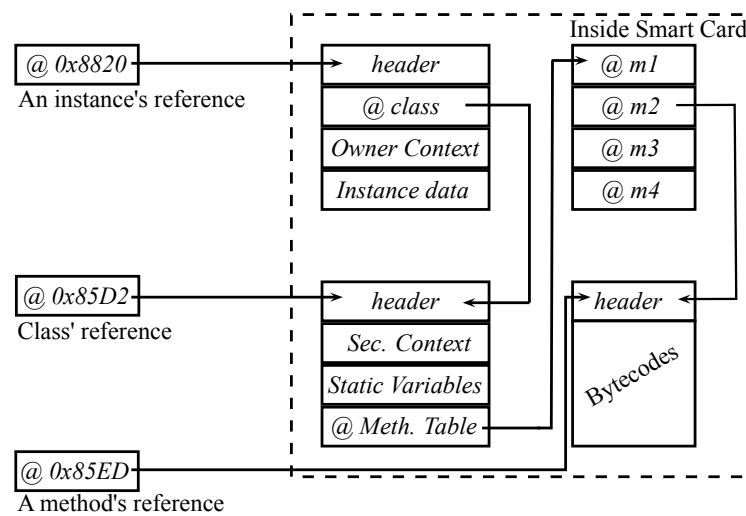 Inside Smart Card
@ 0x8820
An instance's reference
header
@ class
Owner Context
Instance data
@ m1
@ m2
@ m3
@ m4
@ 0x85D2
Class' reference
header
Sec. Context
Static Variables
@ Meth. Table
header
Bytecodes
@ 0x85ED
A method's reference